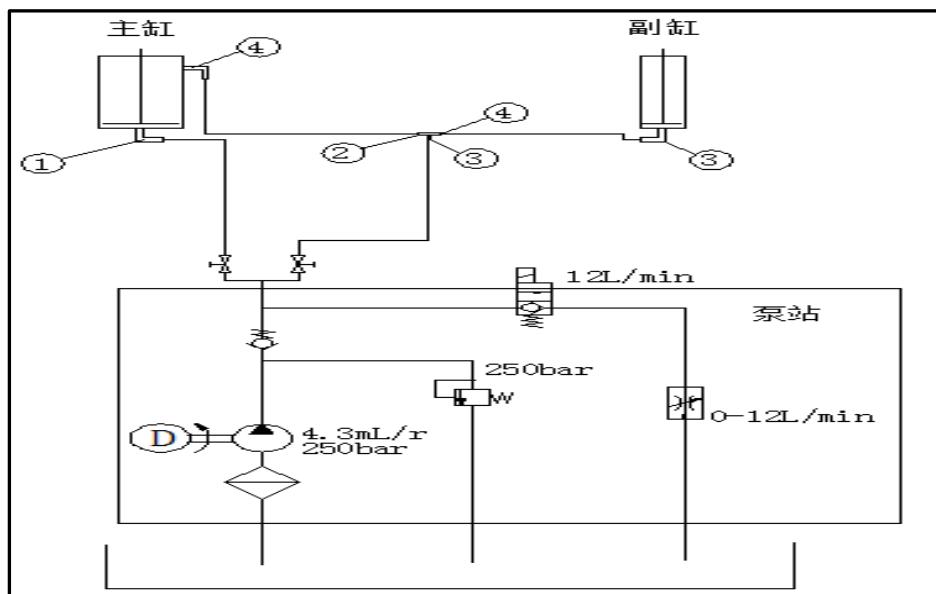 主缸
副缸
④
④
②
③
①
③
12L/min
泵站
250bar
0-12L/min
D
4.3mL/r
250bar